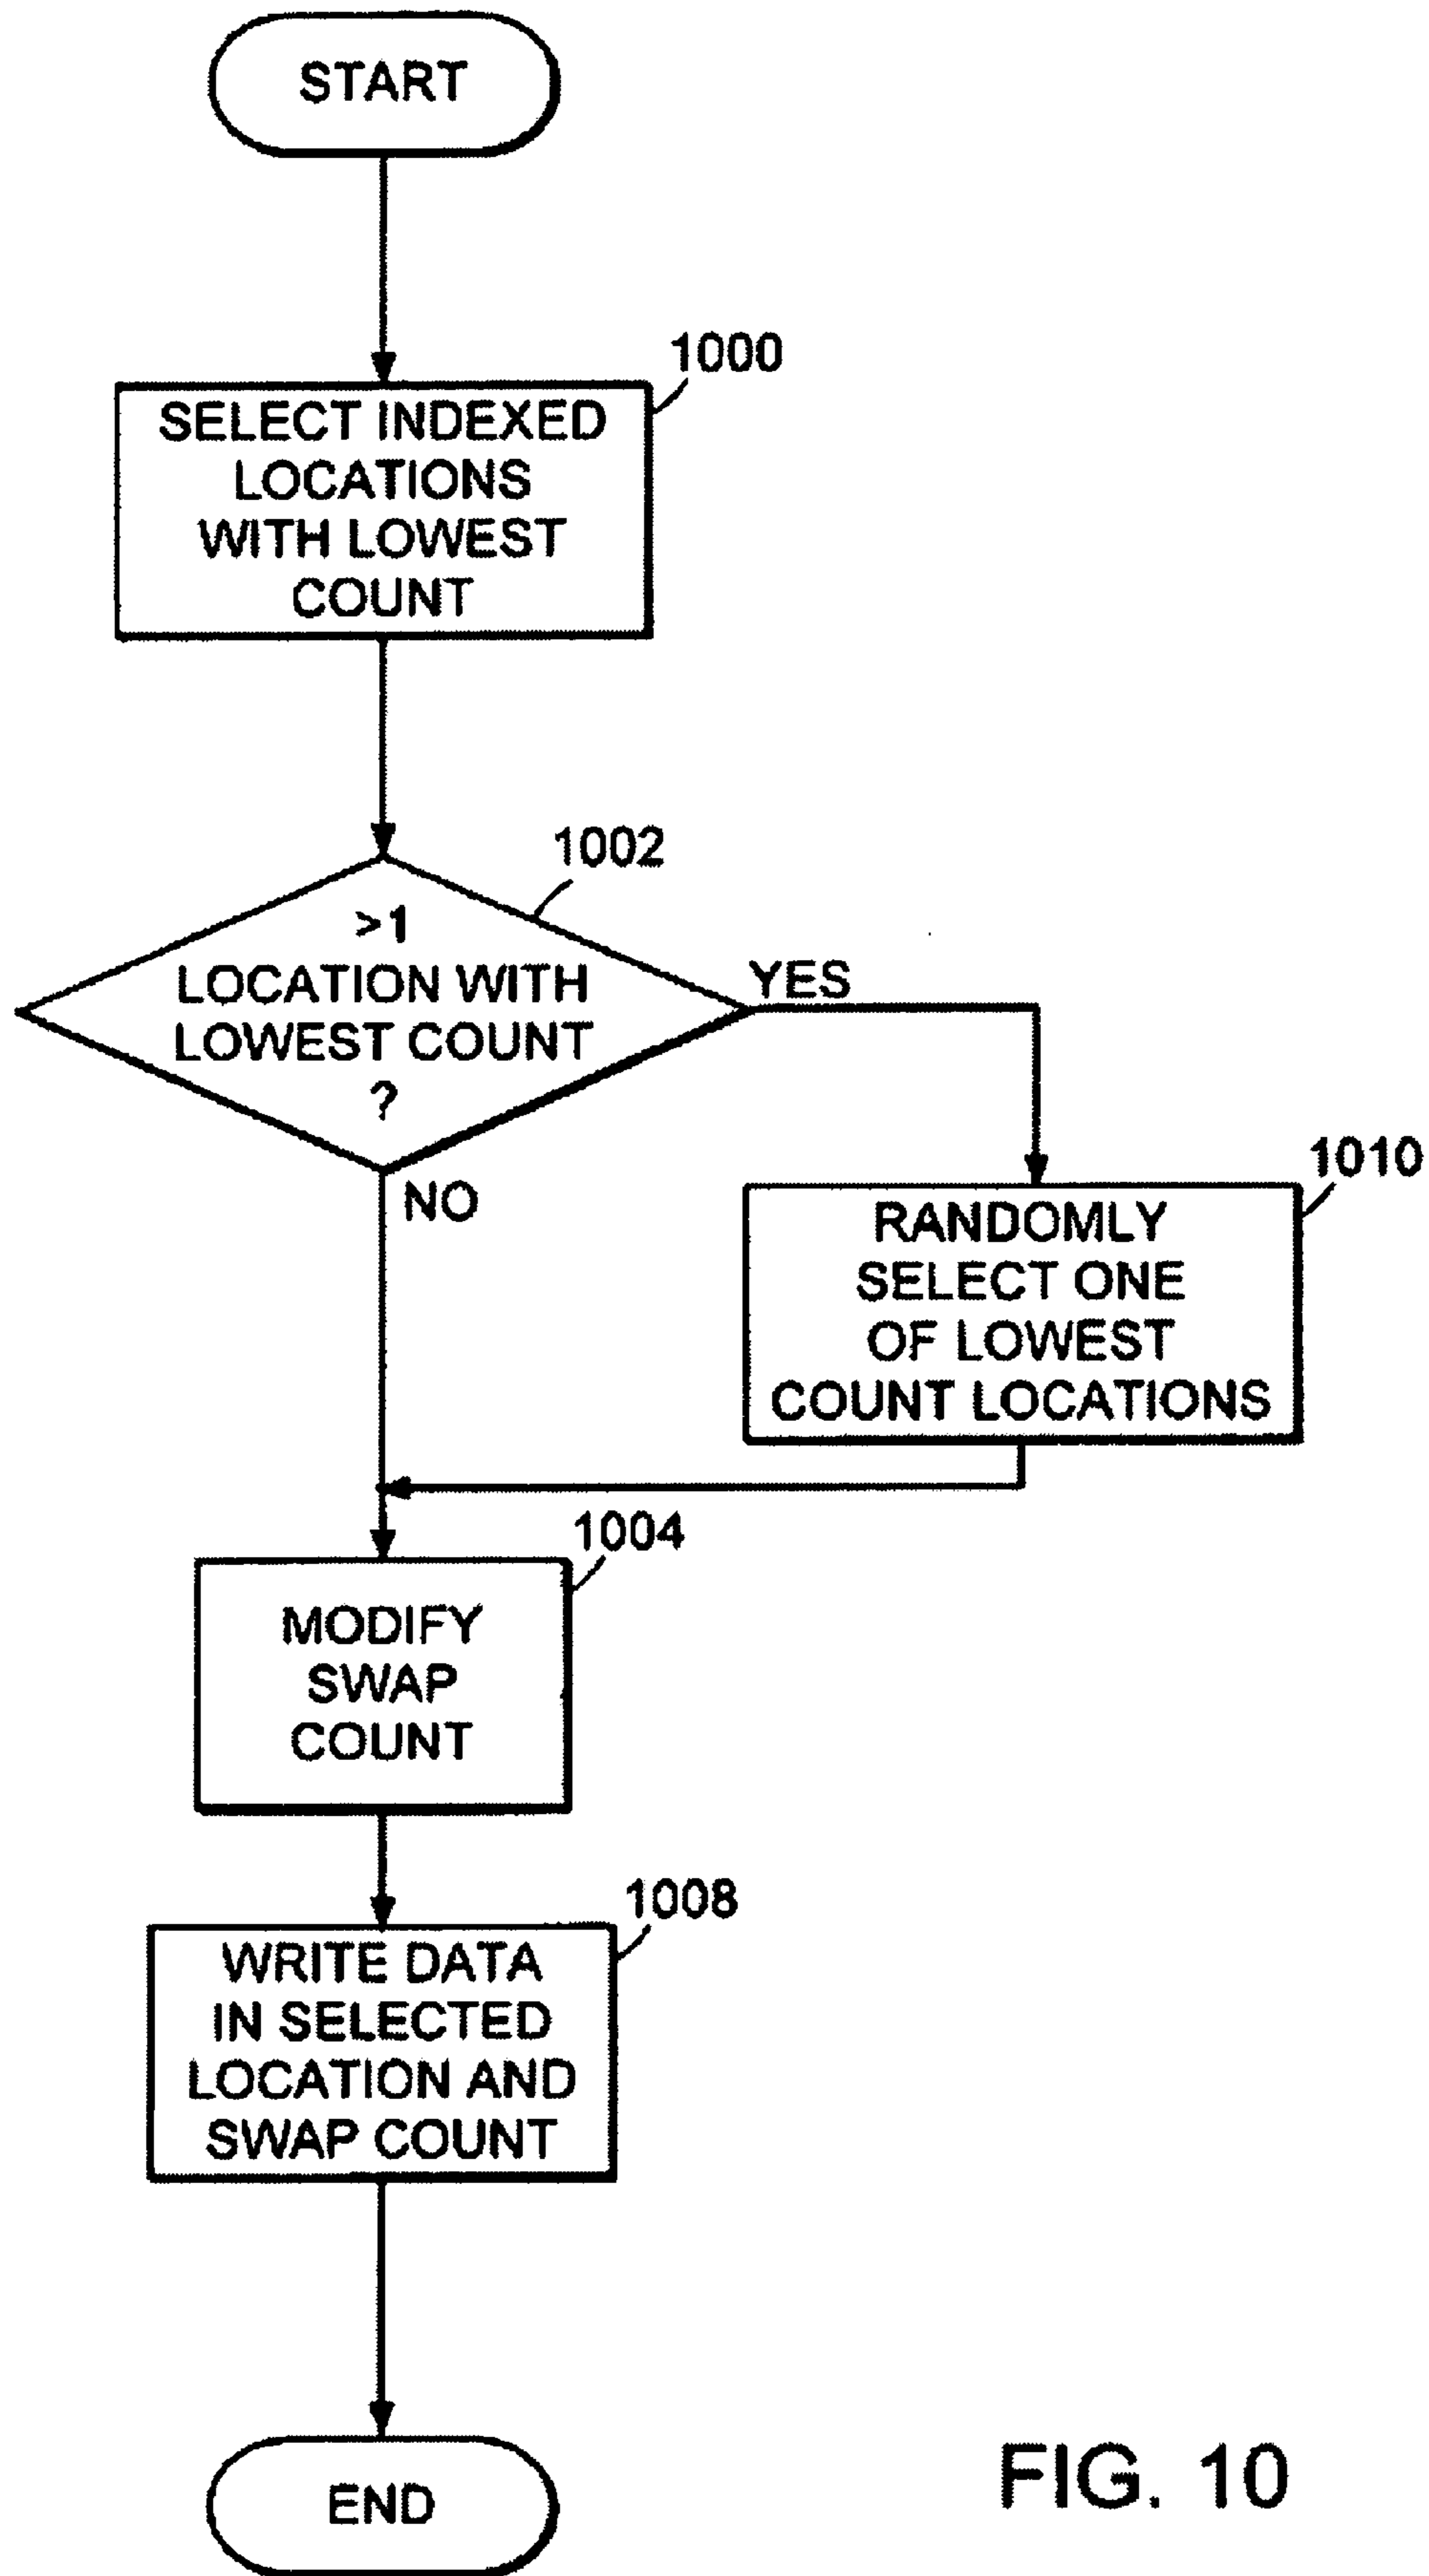 START
1000
SELECT INDEXED
LOCATIONS
WITH LOWEST
COUNT
1002
>1
LOCATION WITH
LOWEST COUNT
?
YES
NO
1010
RANDOMLY
SELECT ONE
OF LOWEST
COUNT LOCATIONS
1004
MODIFY
SWAP
COUNT
1008
WRITE DATA
IN SELECTED
LOCATION AND
SWAP COUNT
END
FIG. 10